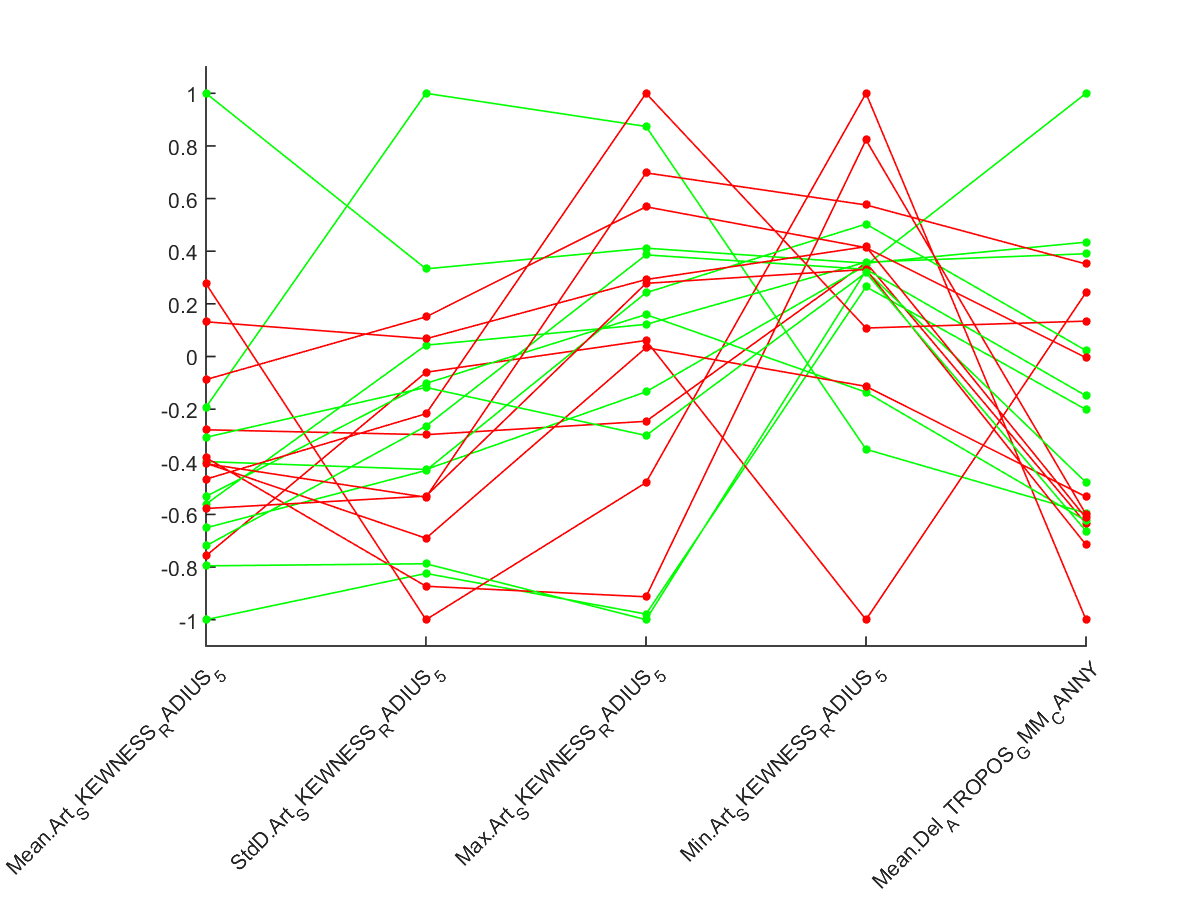 1
0.8
0.6
0.4
0.2
0
-0.2
-0.4
-0.6
-0.8
-1
Mean.Art_SKEWNESS_RADIUS_5
StdD.Art_SKEWNESS_RADIUS_5
Max.Art_SKEWNESS_RADIUS_5
Min.Art_SKEWNESS_RADIUS_5
Mean.Del_ATROPOS_GMM_CANNY